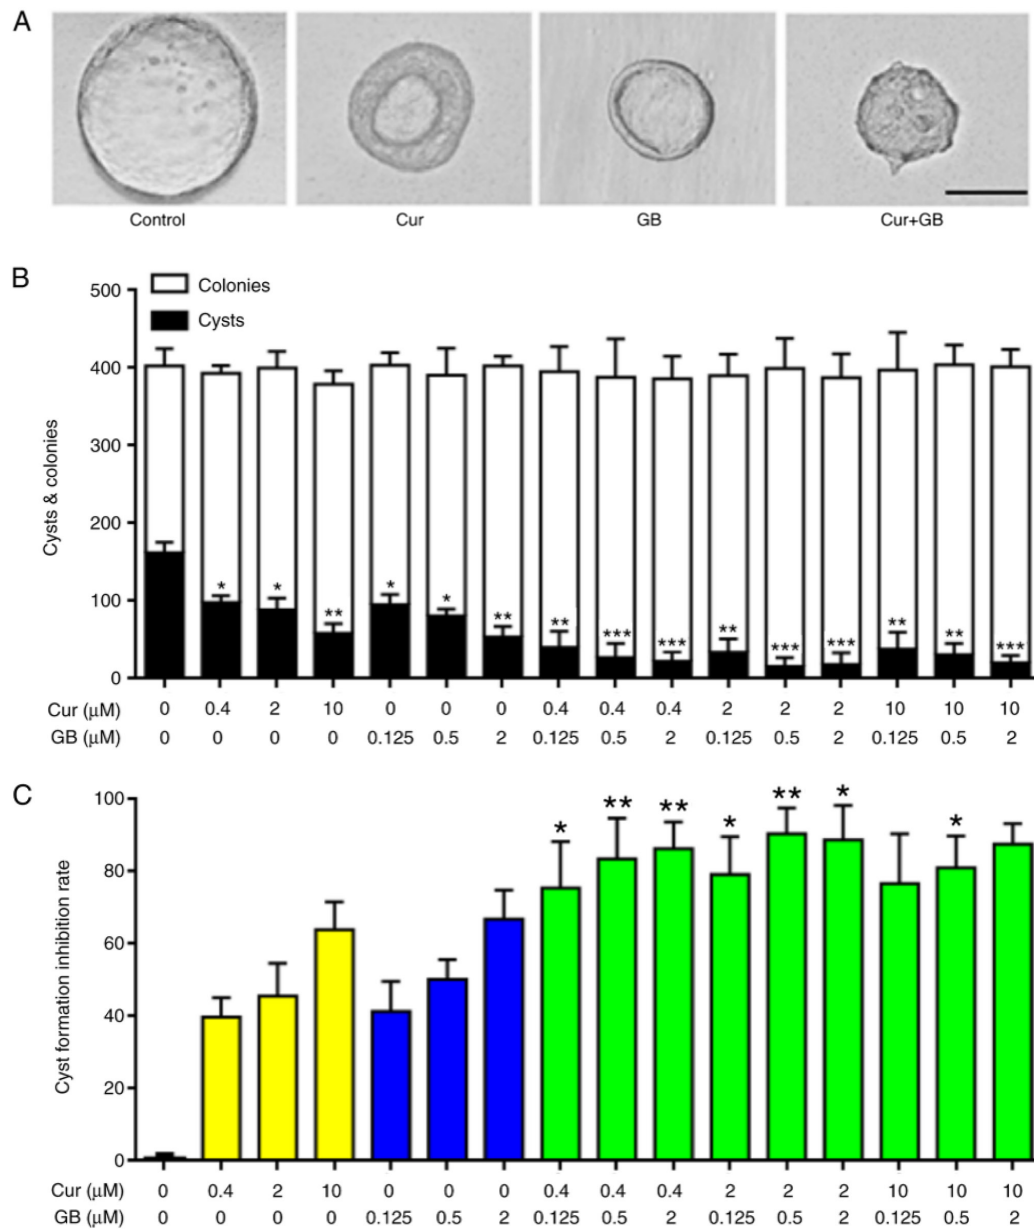 A
Control Cur GB Cur+GB
B
Colonies
Cysts
Cysts & colonies
500
400
300
200
100
0
* * ** * * ** ** *** *** ** *** *** ** ** ***
Cur (μM) 0 0.4 2 10 0 0 0 0.4 0.4 0.4 2 2 2 10 10 10
GB (μM) 0 0 0 0 0.125 0.5 2 0.125 0.5 2 0.125 0.5 2 0.125 0.5 2
C
Cyst formation inhibition rate
100
80
60
40
20
0
* ** ** * ** * *
Cur (μM) 0 0.4 2 10 0 0 0 0.4 0.4 0.4 2 2 2 10 10 10
GB (μM) 0 0 0 0 0.125 0.5 2 0.125 0.5 2 0.125 0.5 2 0.125 0.5 2